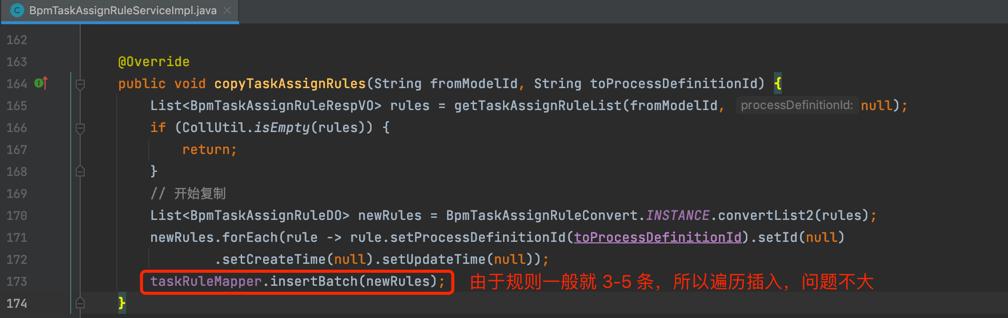 BpmTaskAssignRuleServiceImpl.java
162
163 @Override
164 public void copyTaskAssignRules(String fromModelId, String toProcessDefinitionId) {
165 List<BpmTaskAssignRuleRespVO> rules = getTaskAssignRuleList(fromModelId, processDefinitionId: null);
166 if (CollUtil.isEmpty(rules)) {
167 return;
168 }
169 // 开始复制
170 List<BpmTaskAssignRuleDO> newRules = BpmTaskAssignRuleConvert.INSTANCE.convertList2(rules);
171 newRules.forEach(rule -> rule.setProcessDefinitionId(toProcessDefinitionId).setId(null)
172 .setCreateTime(null).setUpdateTime(null));
173 taskRuleMapper.insertBatch(newRules); 由于规则一般就 3-5 条，所以遍历插入，问题不大
174 }